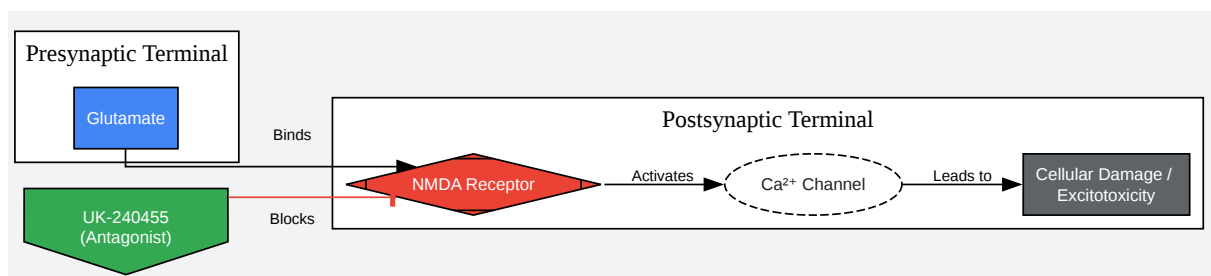 Presynaptic Terminal
Glutamate
Binds
Postsynaptic Terminal
NMDA Receptor
Activates
Ca²⁺ Channel
Leads to
Cellular Damage /
Excitotoxicity
UK-240455
(Antagonist)
Blocks